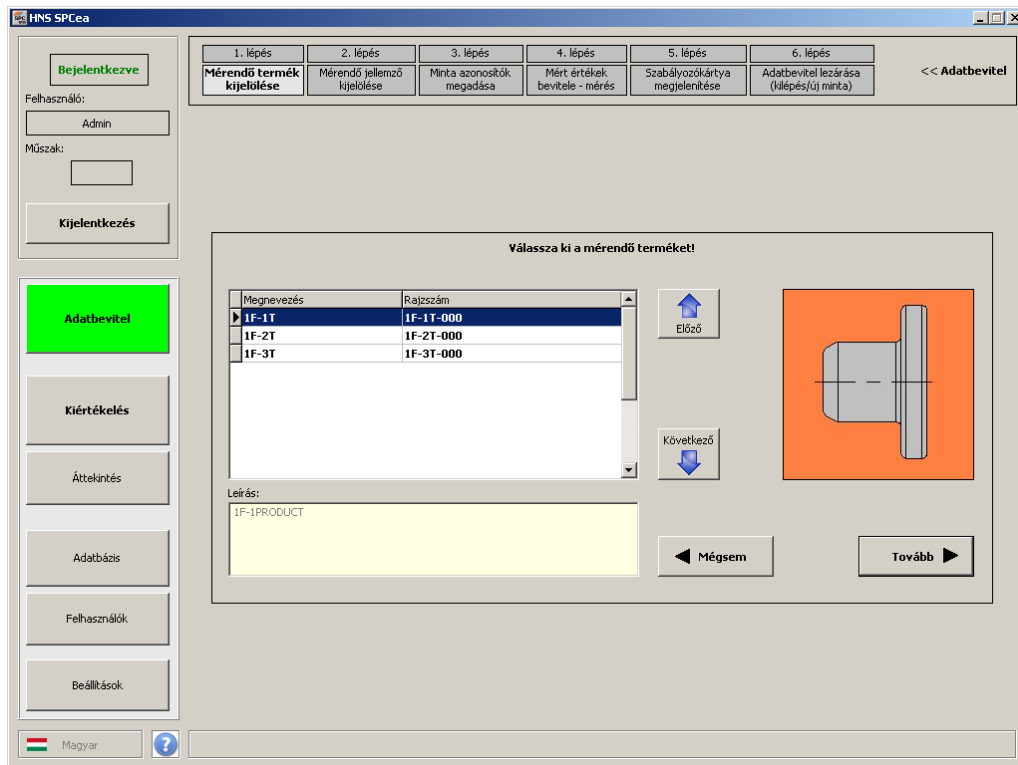 HNS SPCea
Bejelentkezve
Felhasználó:
Admin
Műszak:
Kijelentkezés
Adatbevitel
Kiértékelés
Áttekintés
Adatbázis
Felhasználók
Beállítások
Magyar
1. lépés
Mérendő termék
kijelölése
2. lépés
Mérendő jellemző
kijelölése
3. lépés
Minta azonosítók
megadása
4. lépés
Mért értékek
bevitele - mérés
5. lépés
Szabályozókártya
megjelenítése
6. lépés
Adatbevitel lezárása
(kilépés/új minta)
<< Adatbevitel
Válassza ki a mérendő terméket!
Megnevezés Rajzszám
1F-1T 1F-1T-000
1F-2T 1F-2T-000
1F-3T 1F-3T-000
Előző
Következő
Leírás:
1F-1PRODUCT
Mégsem
Tovább